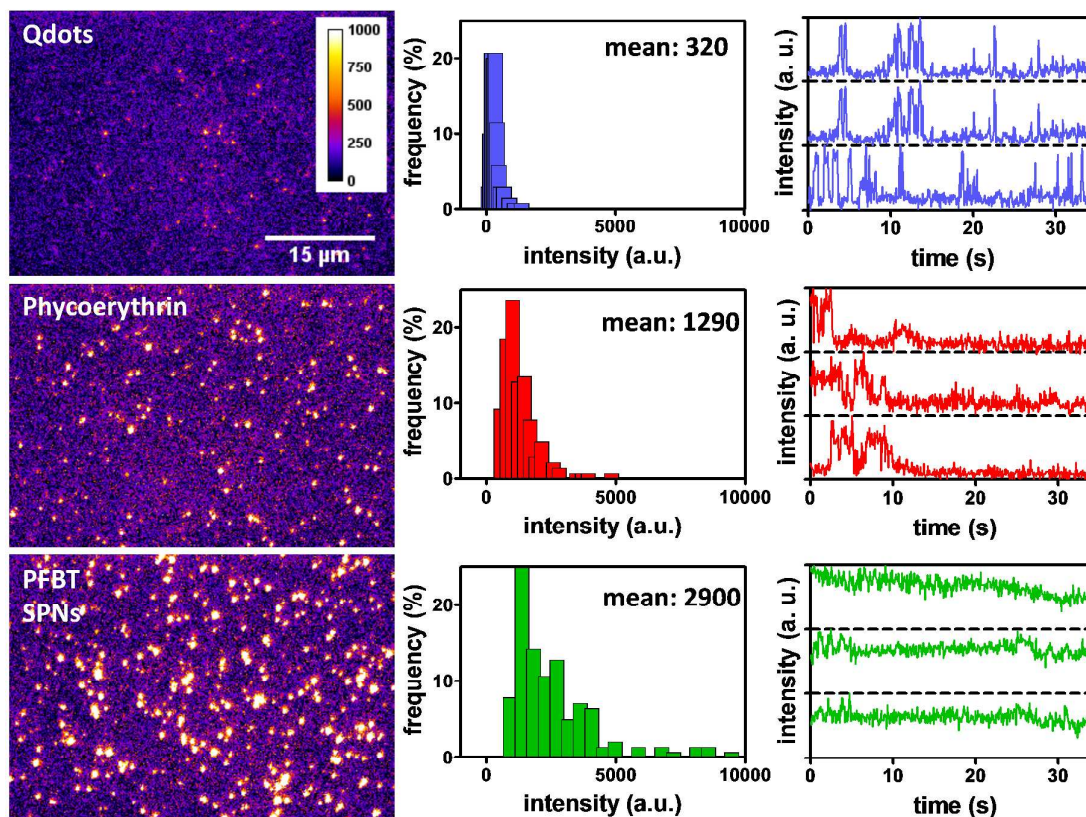 Qdots
1000
750
500
250
0
15 µm
frequency (%)
20
10
0
mean: 320
0
5000
10000
intensity (a.u.)
intensity (a. u.)
0
10
20
30
time (s)
Phycoerythrin
frequency (%)
20
10
0
mean: 1290
0
5000
10000
intensity (a.u.)
intensity (a. u.)
0
10
20
30
time (s)
PFBT
SPNs
frequency (%)
20
10
0
mean: 2900
0
5000
10000
intensity (a.u.)
intensity (a. u.)
0
10
20
30
time (s)